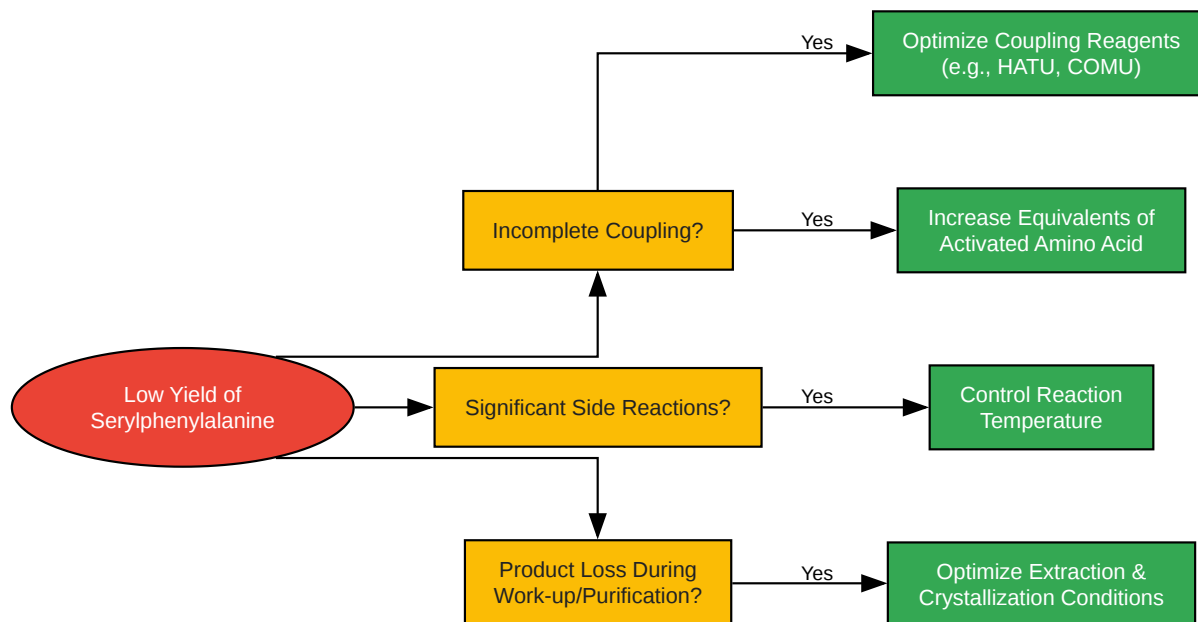 Yes
Optimize Coupling Reagents
(e.g., HATU, COMU)
Incomplete Coupling?
Yes
Increase Equivalents of
Activated Amino Acid
Low Yield of
Serylphenylalanine
Significant Side Reactions?
Yes
Control Reaction
Temperature
Product Loss During
Work-up/Purification?
Yes
Optimize Extraction &
Crystallization Conditions